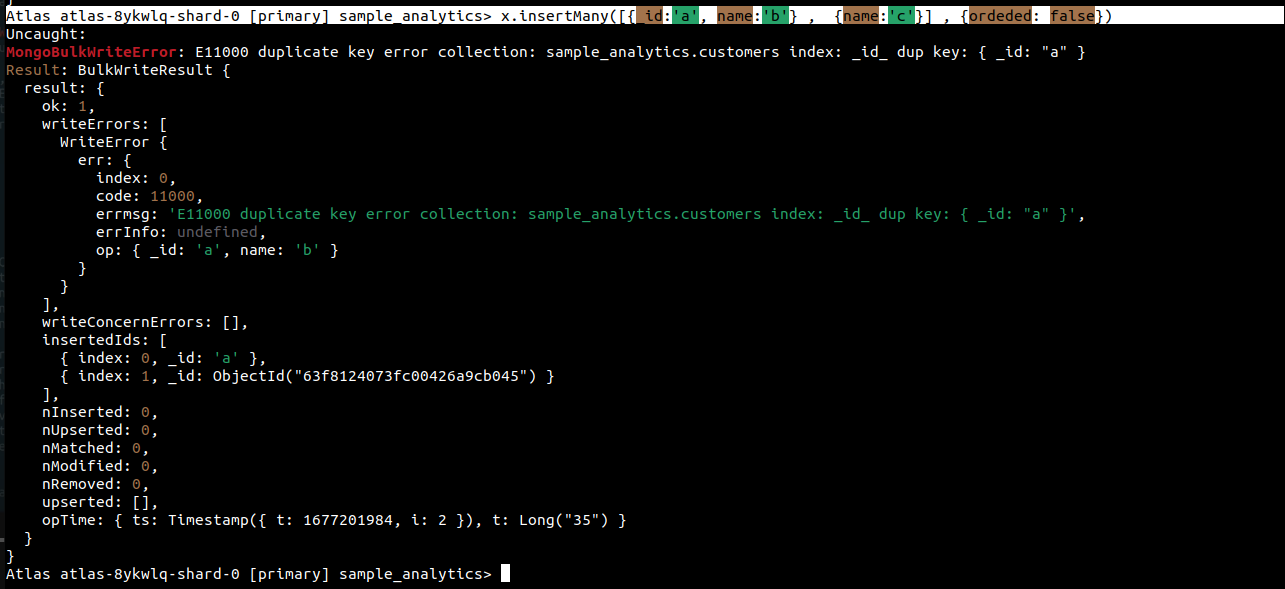 Atlas atlas-8ykwlq-shard-0 [primary] sample_analytics> x.insertMany([{_id:'a', name:'b'} ,  {name:'c'}] , {ordeded: false})
Uncaught:
MongoBulkWriteError: E11000 duplicate key error collection: sample_analytics.customers index: _id_ dup key: { _id: "a" }
Result: BulkWriteResult {
  result: {
    ok: 1,
    writeErrors: [
      WriteError {
        err: {
          index: 0,
          code: 11000,
          errmsg: 'E11000 duplicate key error collection: sample_analytics.customers index: _id_ dup key: { _id: "a" }',
          errInfo: undefined,
          op: { _id: 'a', name: 'b' }
        }
      }
    ],
    writeConcernErrors: [],
    insertedIds: [
      { index: 0, _id: 'a' },
      { index: 1, _id: ObjectId("63f8124073fc00426a9cb045") }
    ],
    nInserted: 0,
    nUpserted: 0,
    nMatched: 0,
    nModified: 0,
    nRemoved: 0,
    upserted: [],
    opTime: { ts: Timestamp({ t: 1677201984, i: 2 }), t: Long("35") }
  }
}
Atlas atlas-8ykwlq-shard-0 [primary] sample_analytics>